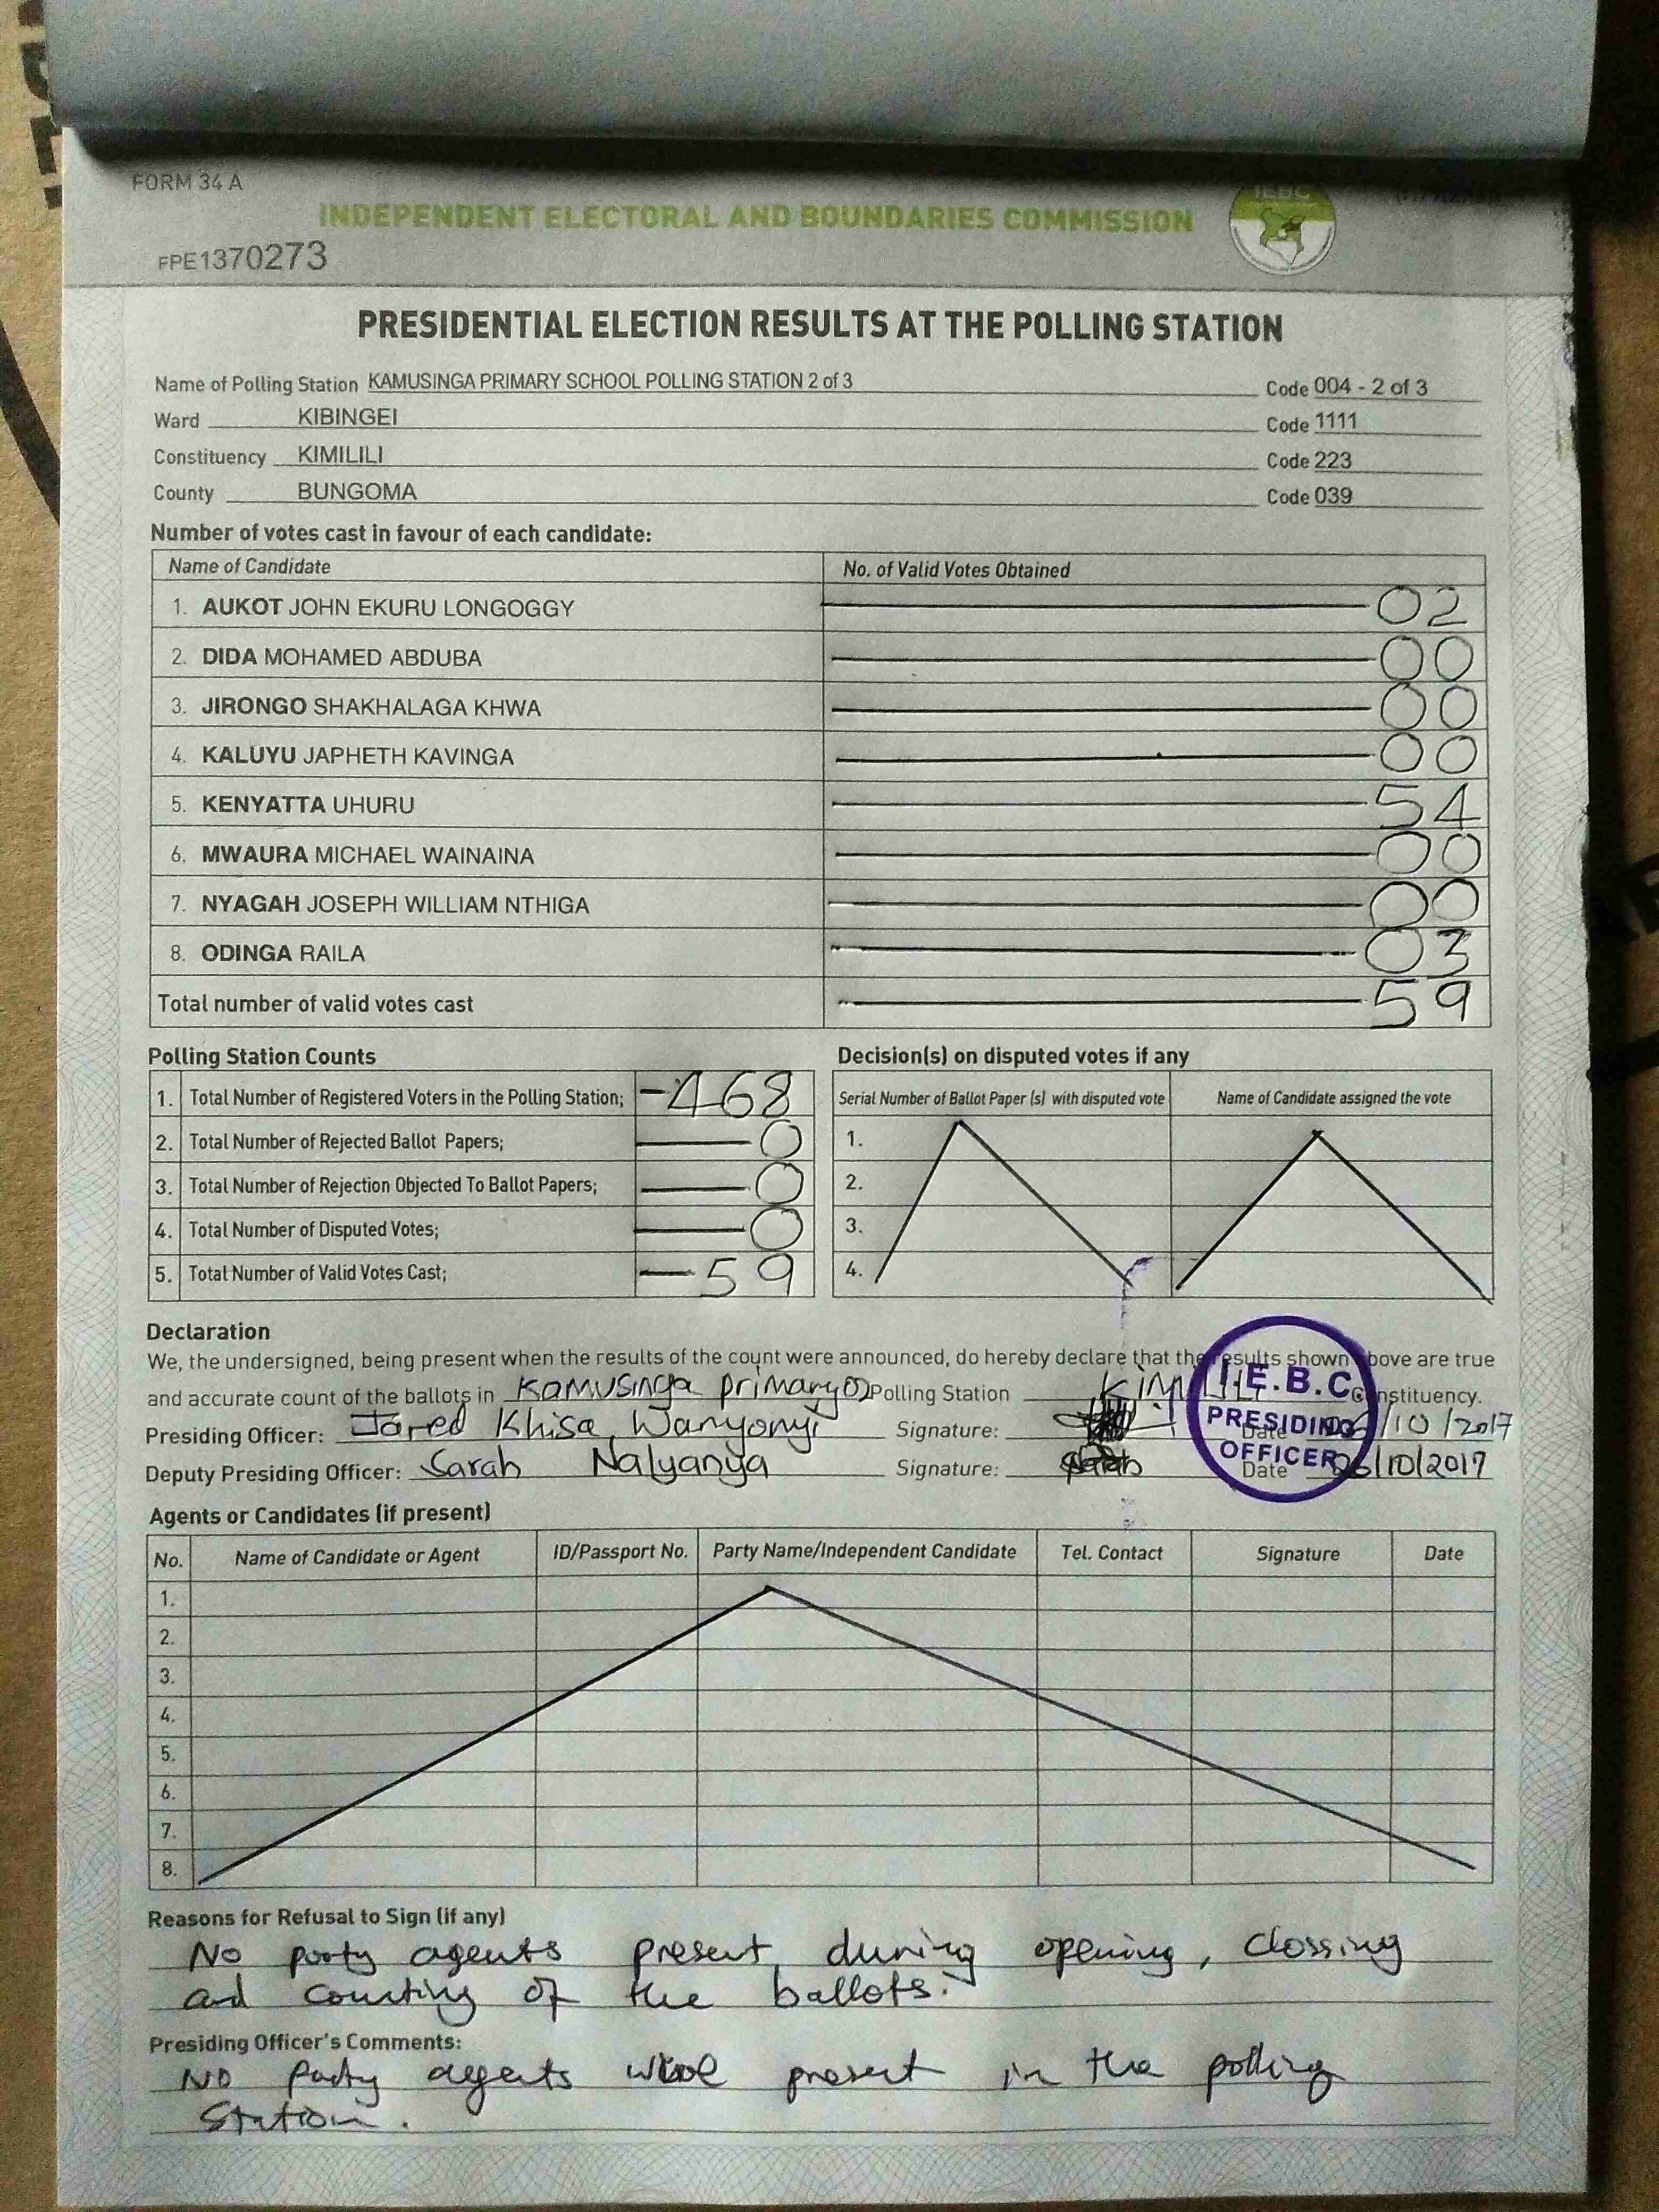 FORM 34 A
IEBC
INDEPENDENT ELECTORAL AND BOUNDARIES COMMISSION
FPE1370273
PRESIDENTIAL ELECTION RESULTS AT THE POLLING STATION
Name of Polling Station KAMUSINGA PRIMARY SCHOOL POLLING STATION 2 of 3 Code 004 - 2 of 3
Ward KIBINGEI Code 1111
Constituency KIMILILI Code 223
County BUNGOMA Code 039
Number of votes cast in favour of each candidate:
Name of Candidate No. of Valid Votes Obtained
1. AUKOT JOHN EKURU LONGOGGY 02
2. DIDA MOHAMED ABDUBA 00
3. JIRONGO SHAKHALAGA KHWA 00
4. KALUYU JAPHETH KAVINGA 00
5. KENYATTA UHURU 54
6. MWAURA MICHAEL WAINAINA 00
7. NYAGAH JOSEPH WILLIAM NTHIGA 00
8. ODINGA RAILA 03
Total number of valid votes cast 59
Polling Station Counts
1. Total Number of Registered Voters in the Polling Station; 468
2. Total Number of Rejected Ballot Papers; 0
3. Total Number of Rejection Objected To Ballot Papers; 0
4. Total Number of Disputed Votes; 0
5. Total Number of Valid Votes Cast; 59
Decision(s) on disputed votes if any
Serial Number of Ballot Paper (s) with disputed vote Name of Candidate assigned the vote
1.
2.
3.
4.
Declaration
We, the undersigned, being present when the results of the count were announced, do hereby declare that the results shown above are true
and accurate count of the ballots in Kamusinga primary (2) Polling Station KIMILILI Constituency.
Presiding Officer: Jared Khisa Wanyonyi Signature: Date 26/10/2017
Deputy Presiding Officer: Sarah Nalyanya Signature: Date 26/10/2017
I.E.B.C
PRESIDING
OFFICER
Agents or Candidates (if present)
No. Name of Candidate or Agent ID/Passport No. Party Name/Independent Candidate Tel. Contact Signature Date
1.
2.
3.
4.
5.
6.
7.
8.
Reasons for Refusal to Sign (if any)
No party agents present during opening, clossing
and counting of the ballots.
Presiding Officer's Comments:
No party agents present in the polling
station.